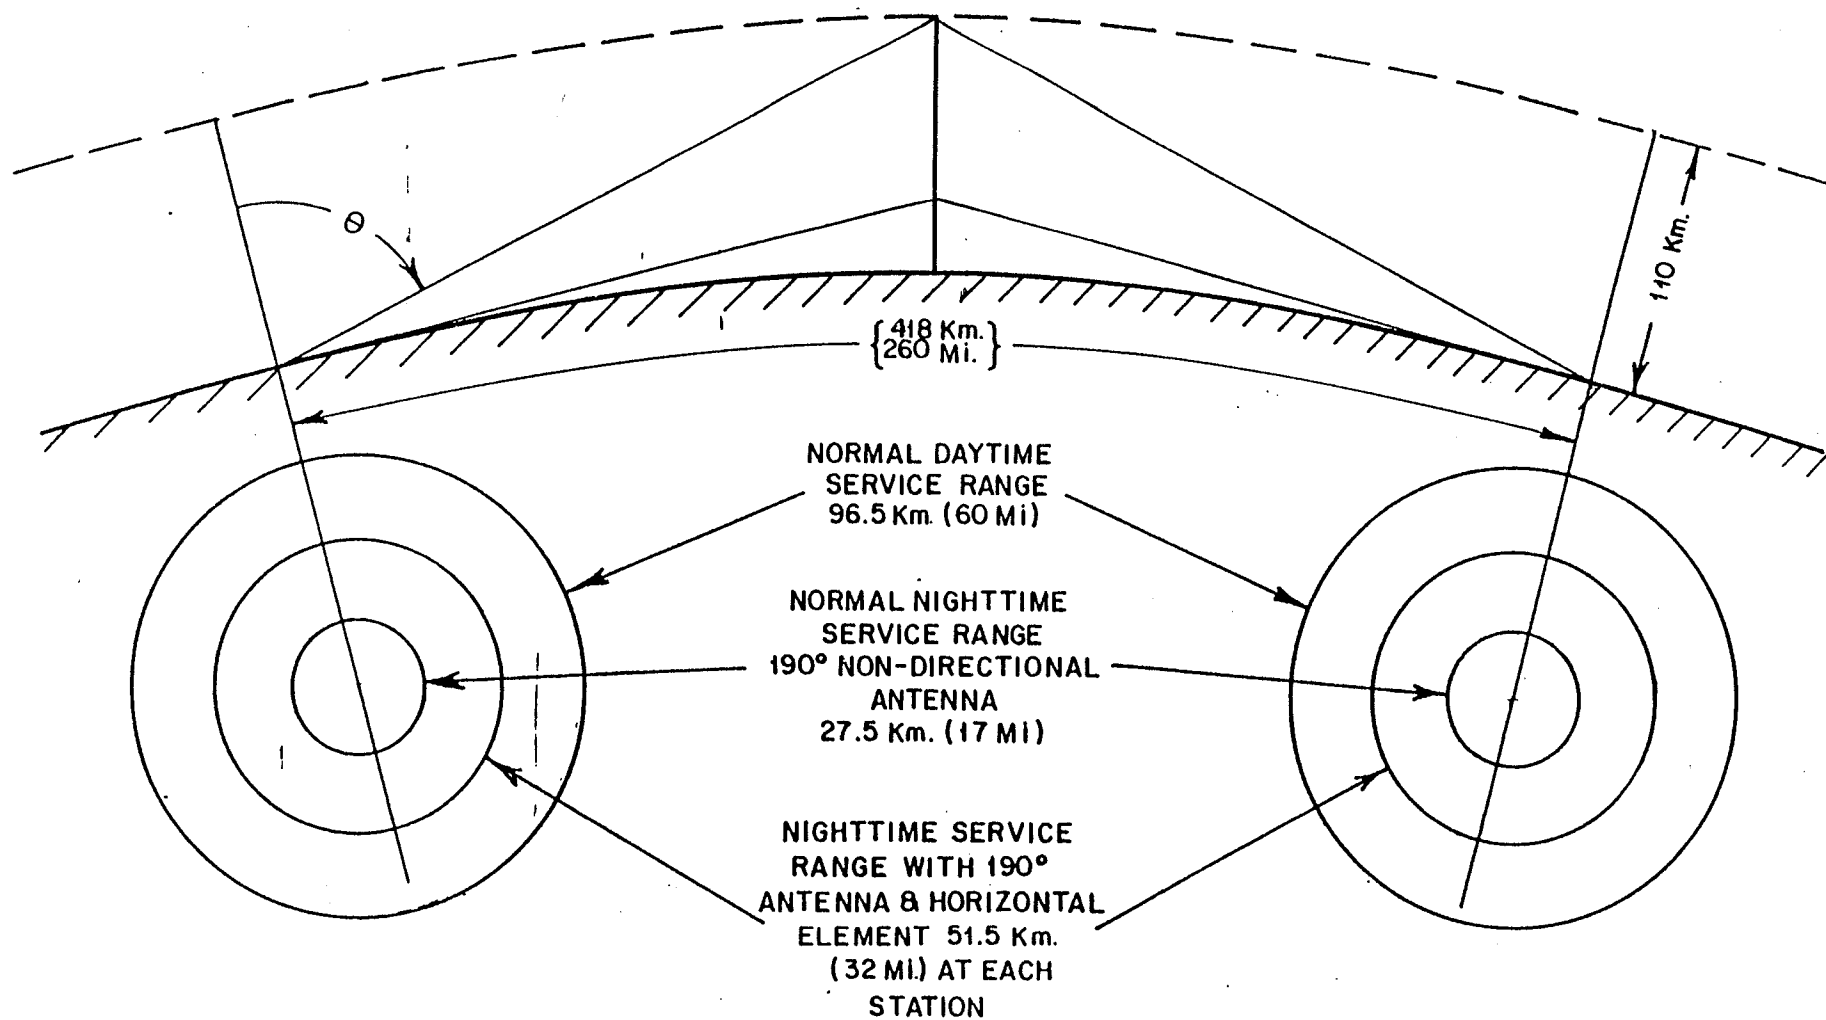 θ
110 Km.
{418 Km.}
{260 Mi.}
NORMAL DAYTIME
SERVICE RANGE
96.5 Km. (60 Mi)
NORMAL NIGHTTIME
SERVICE RANGE
190° NON-DIRECTIONAL
ANTENNA
27.5 Km. (17 Mi)
NIGHTTIME SERVICE
RANGE WITH 190°
ANTENNA & HORIZONTAL
ELEMENT 51.5 Km.
(32 Mi.) AT EACH
STATION